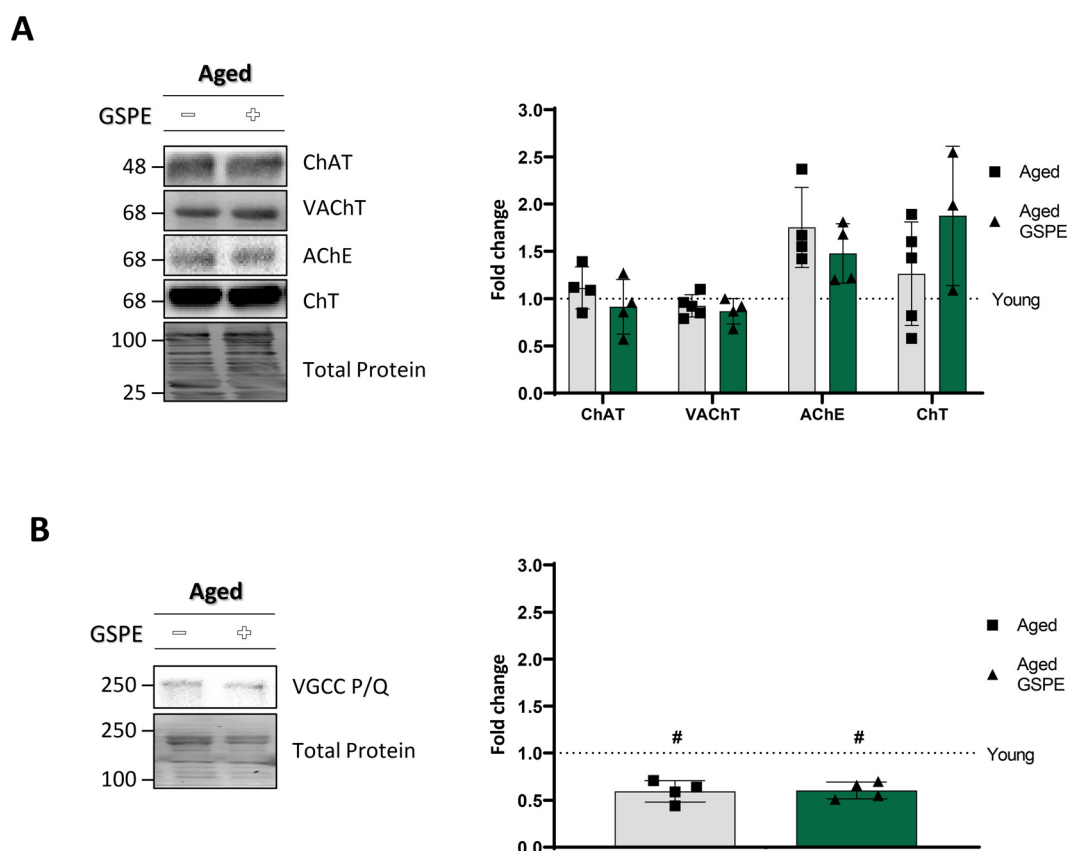 A
Aged
GSPE − +
48 ChAT
68 VAChT
68 AChE
68 ChT
100
Total Protein
25
Fold change
3.0
2.5
2.0
1.5
1.0
0.5
0.0
ChAT VAChT AChE ChT
Aged
Aged
GSPE
Young
B
Aged
GSPE − +
250 VGCC P/Q
250
Total Protein
100
Fold change
3.0
2.5
2.0
1.5
1.0
0.5
0.0
# #
Aged
Aged
GSPE
Young